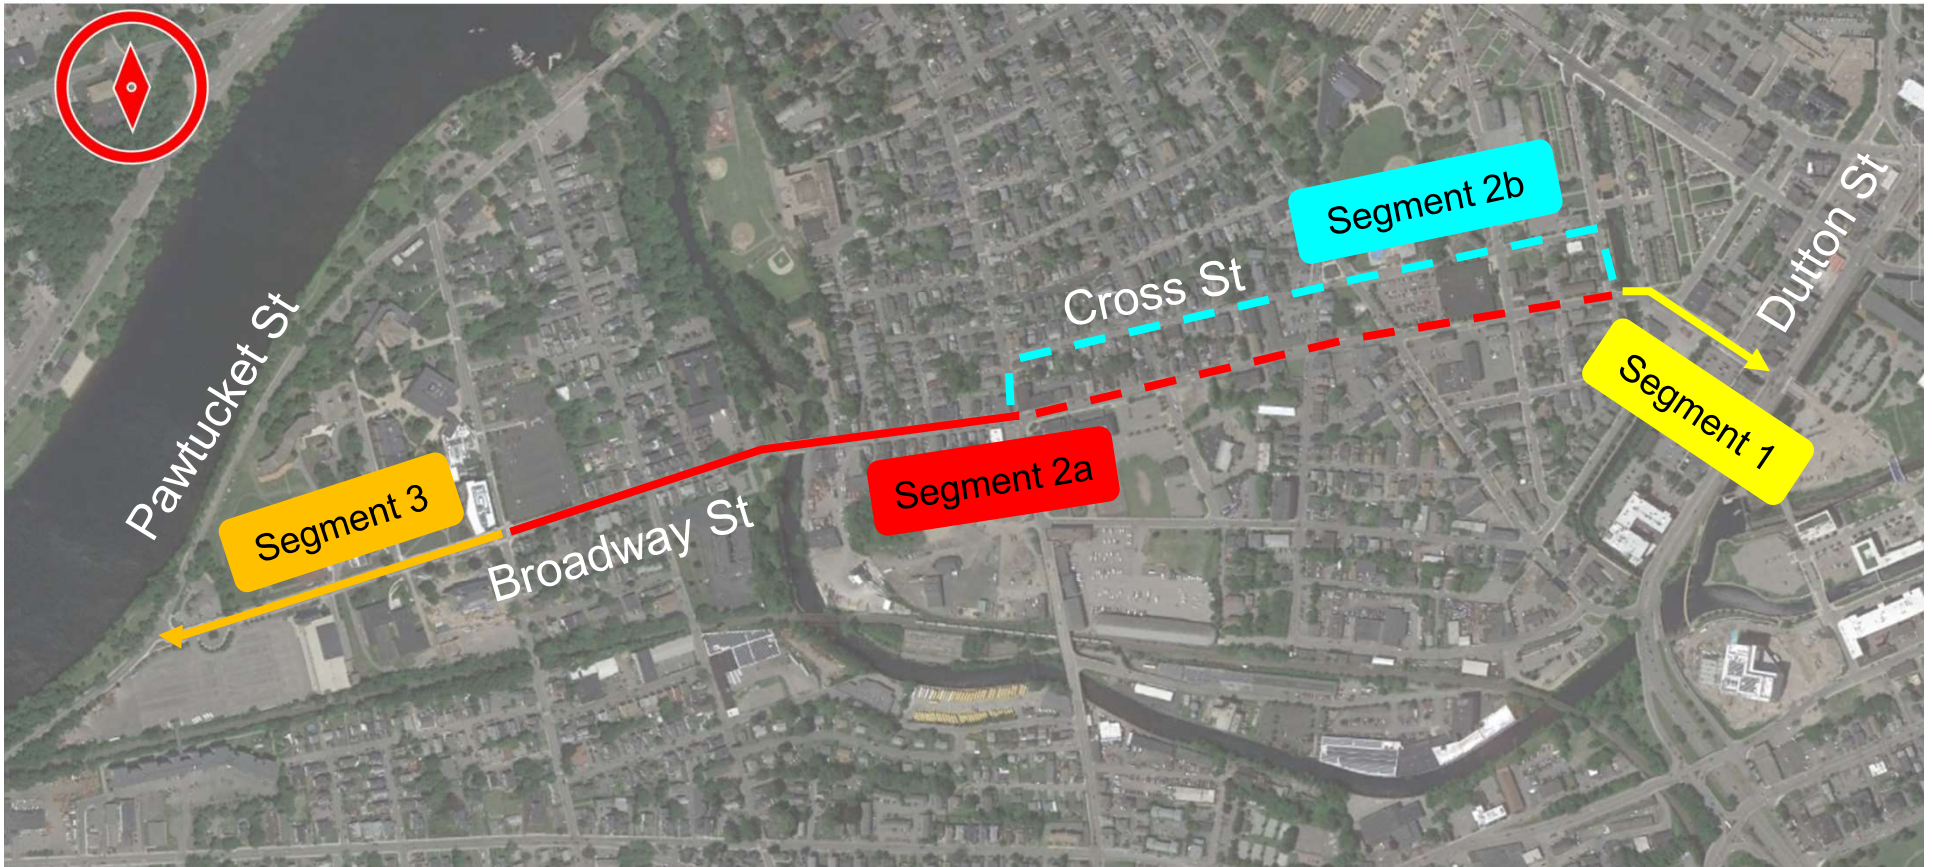 Segment 2b
Dutton St
Cross St
Pawtucket St
Segment 1
Segment 2a
Segment 3
Broadway St